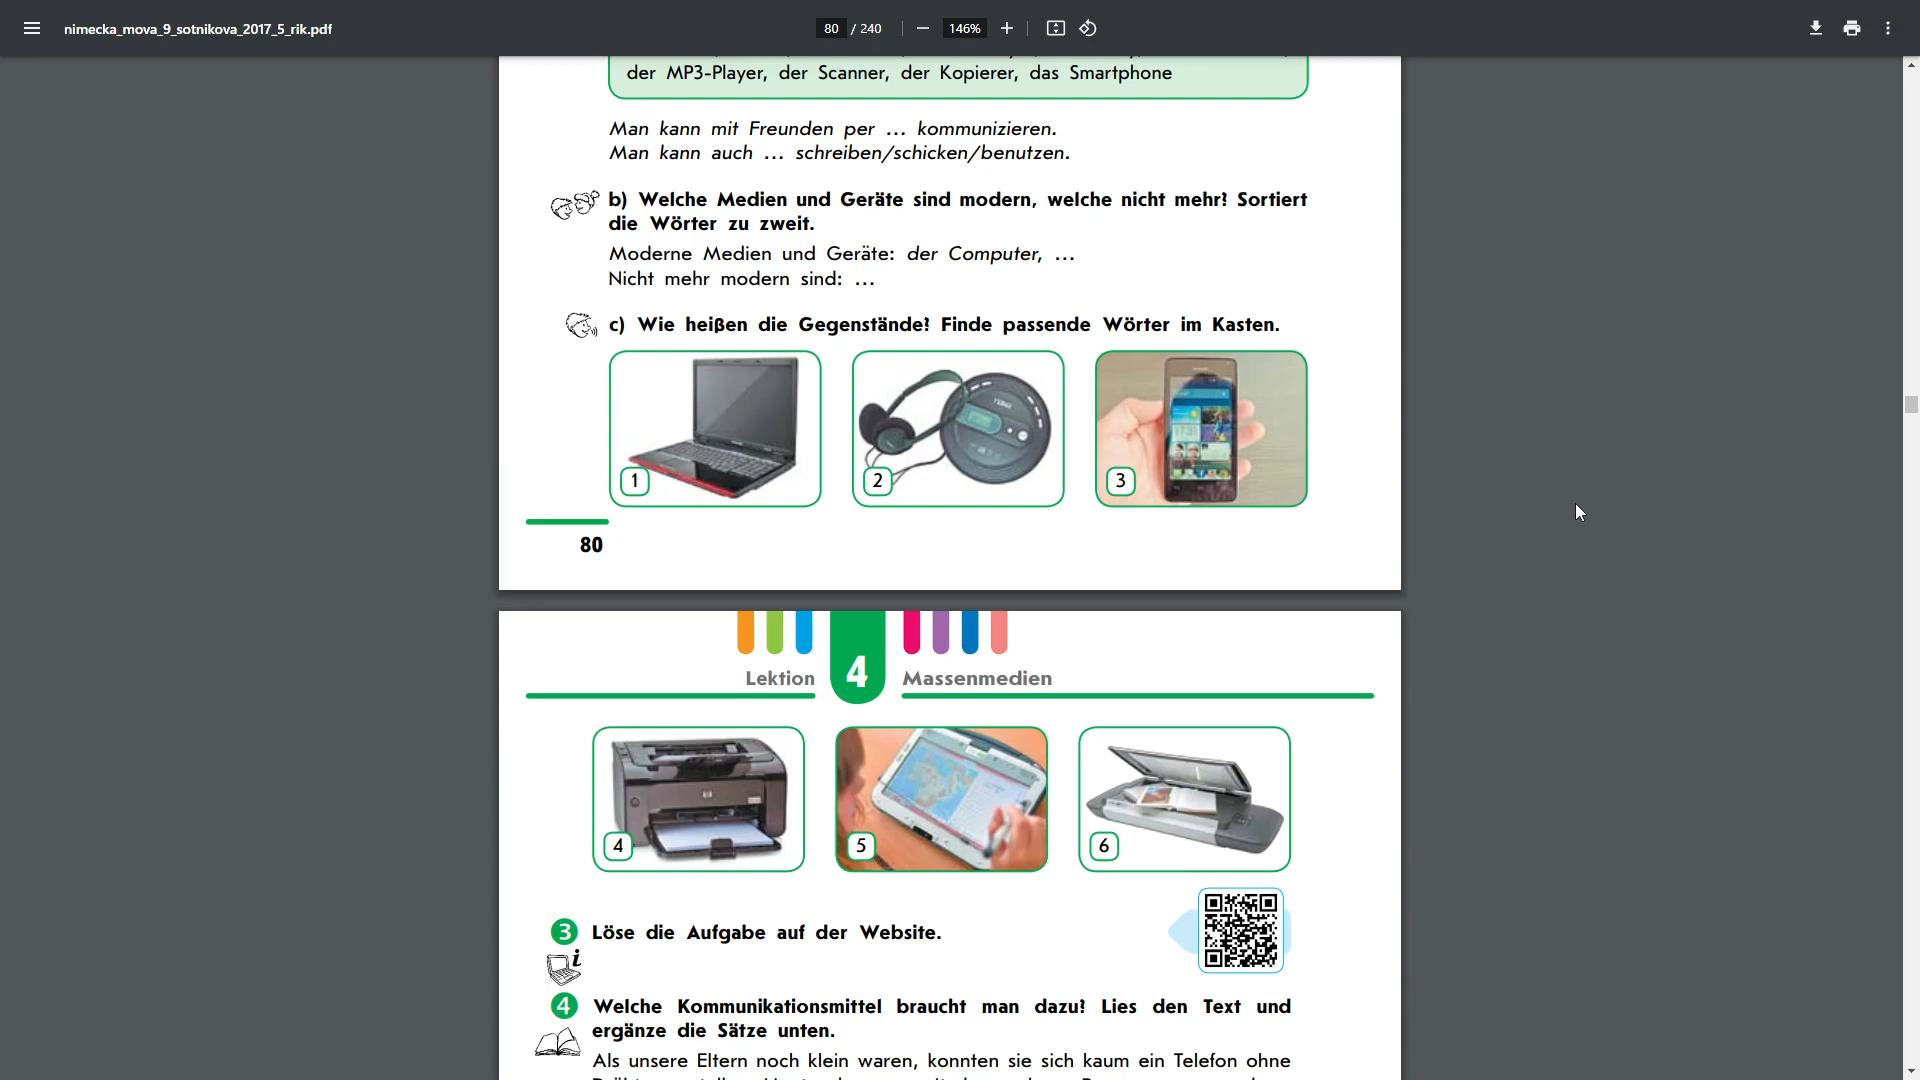 nimecka_mova_9_sotnikova_2017_5_rik.pdf
80 / 240
146%
der MP3-Player, der Scanner, der Kopierer, das Smartphone
Man kann mit Freunden per ... kommunizieren.
Man kann auch ... schreiben/schicken/benutzen.
b) Welche Medien und Geräte sind modern, welche nicht mehr? Sortiert
die Wörter zu zweit.
Moderne Medien und Geräte: der Computer, ...
Nicht mehr modern sind: ...
c) Wie heißen die Gegenstände? Finde passende Wörter im Kasten.
1
2
3
80
Lektion 4 Massenmedien
4
5
6
3 Löse die Aufgabe auf der Website.
i
4 Welche Kommunikationsmittel braucht man dazu? Lies den Text und
ergänze die Sätze unten.
Als unsere Eltern noch klein waren, konnten sie sich kaum ein Telefon ohne